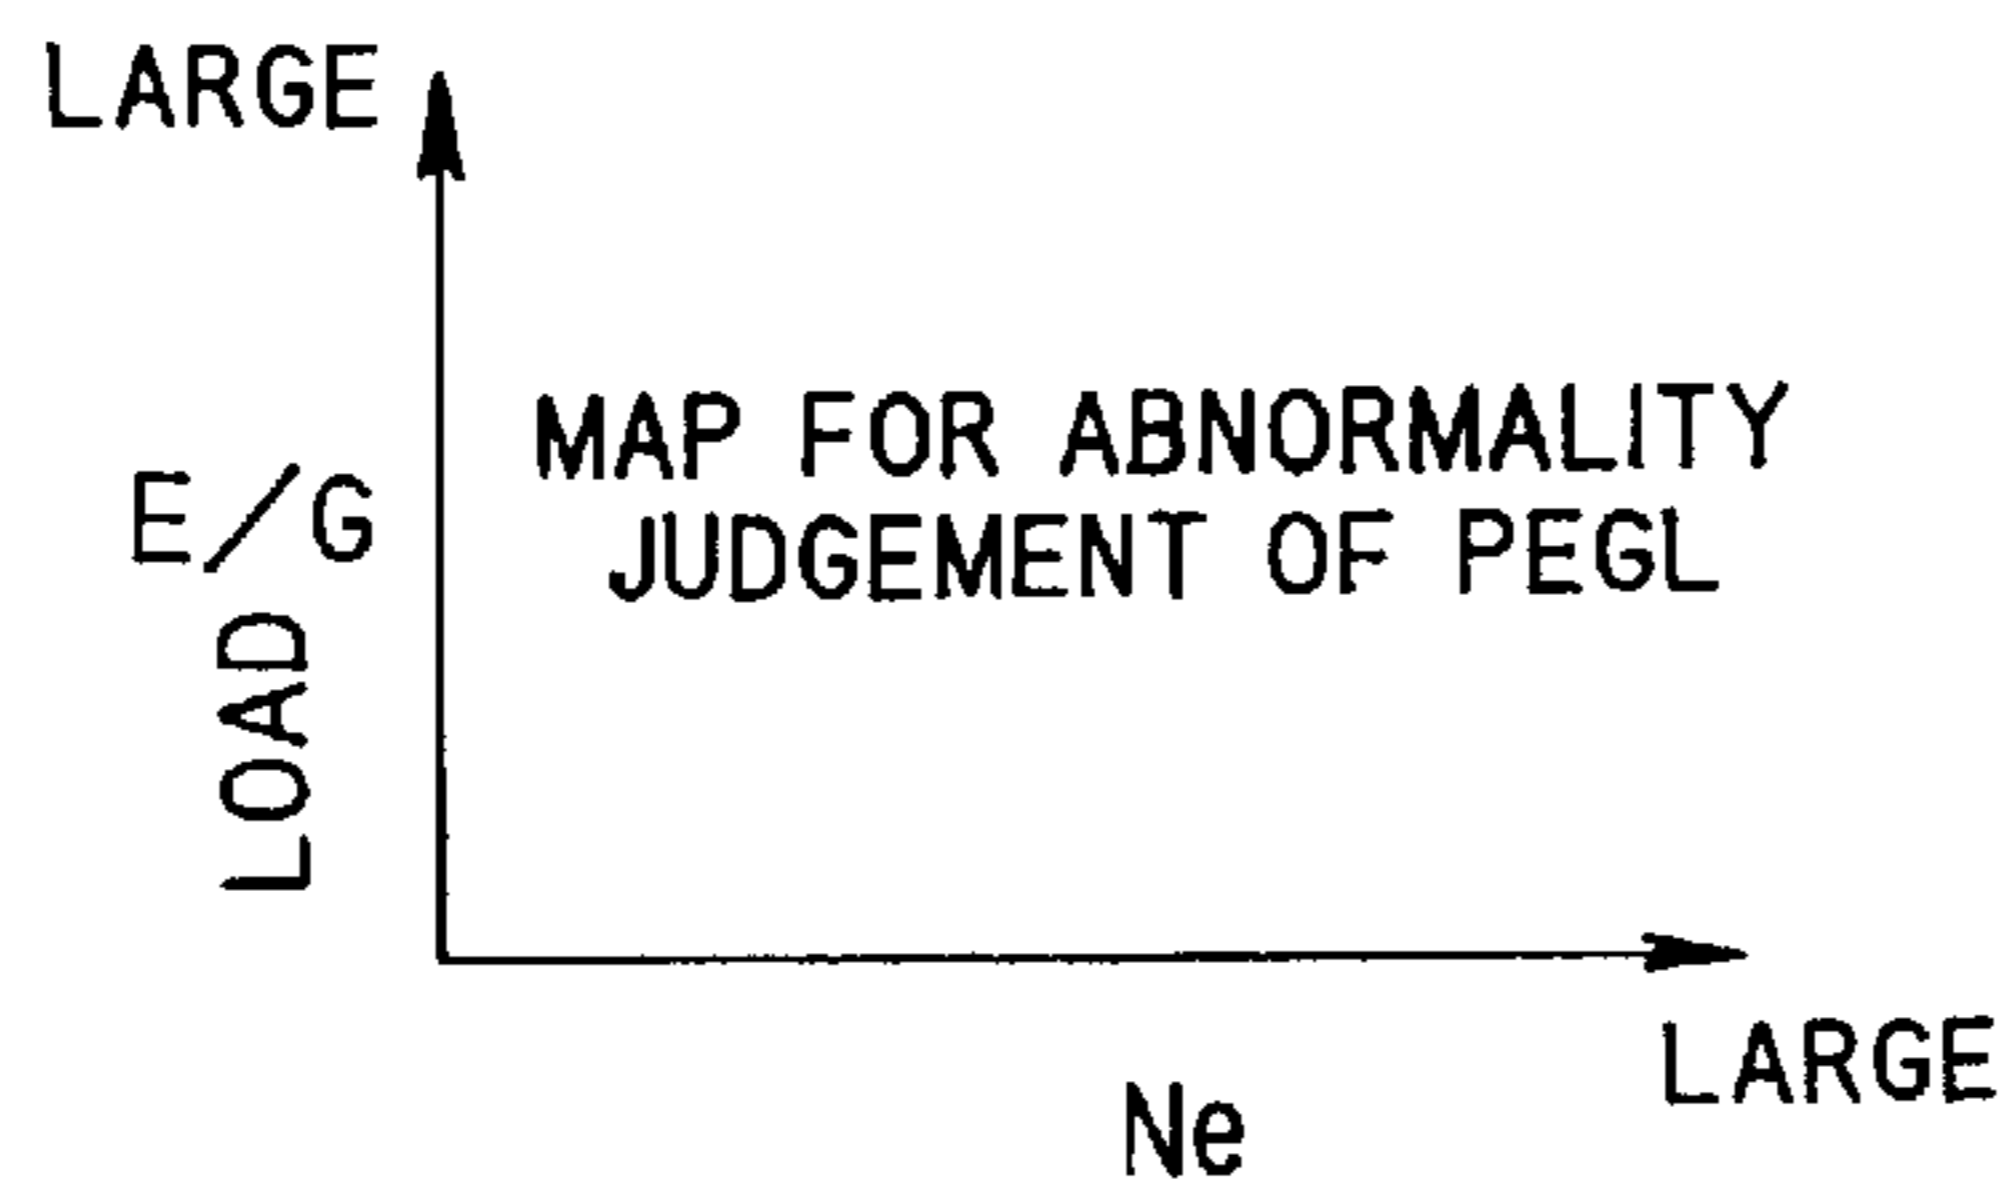 LARGE
MAP FOR ABNORMALITY
JUDGEMENT OF PEGL
E/G
LOAD
LARGE
Ne